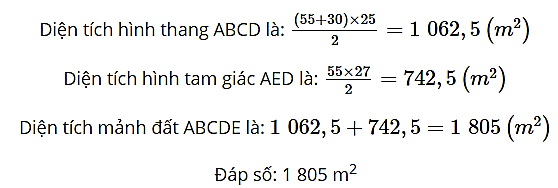 Diện tích hình thang ABCD là: \frac{(55+30)×25}{2} = 1 062,5 (m²)
Diện tích hình tam giác AED là: \frac{55×27}{2} = 742,5 (m²)
Diện tích mảnh đất ABCDE là: 1 062,5 + 742,5 = 1 805 (m²)
Đáp số: 1 805 m²